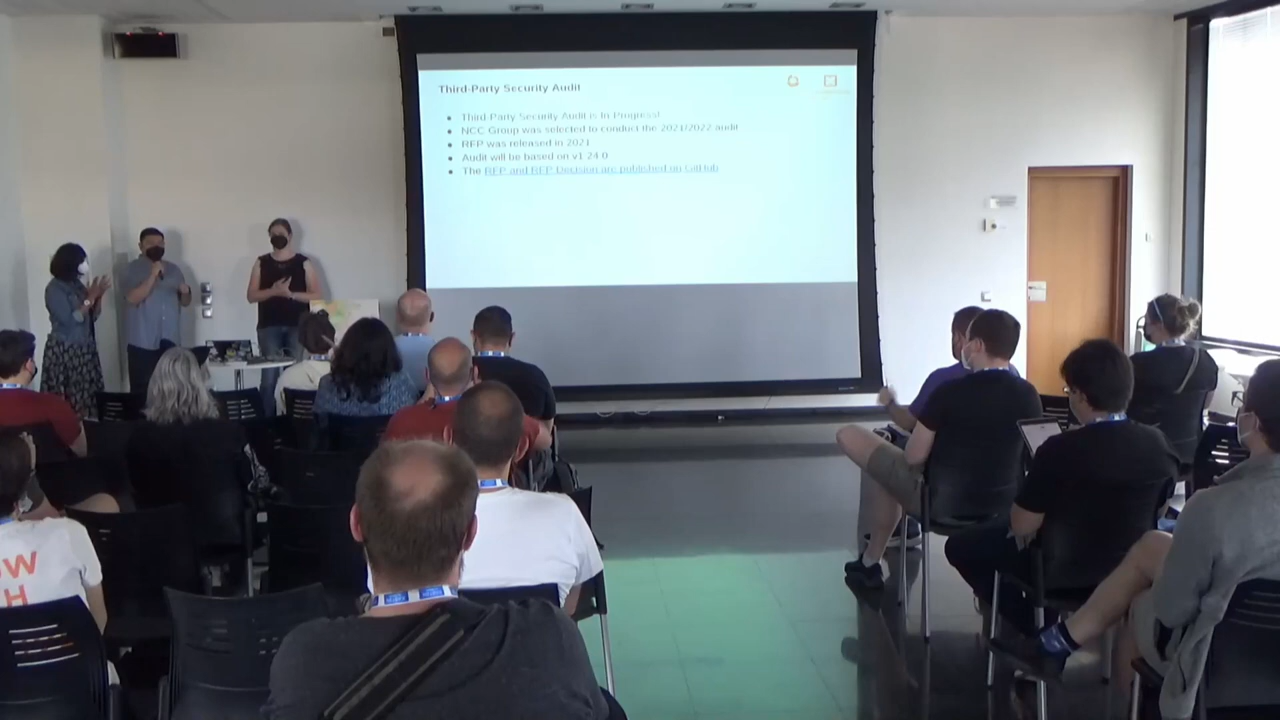 Third-Party Security Audit
Third-Party Security Audit is In Progress!
NCC Group was selected to conduct the 2021/2022 audit
RFP was released in 2021
Audit will be based on v1.24.0
The RFP and RFP Decision are published on GitHub
OW
H